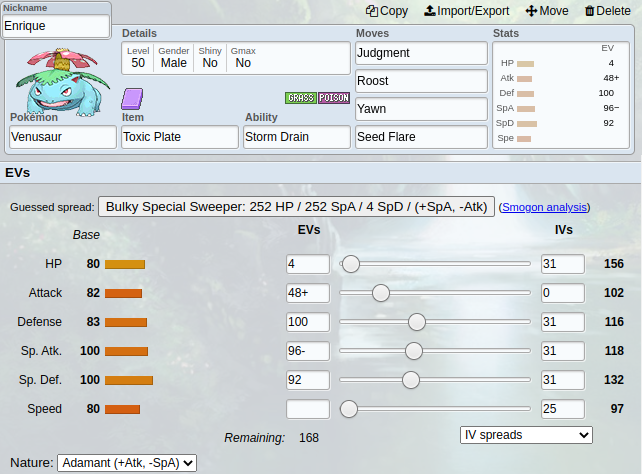 Nickname
Enrique
Copy Import/Export Move Delete
Details
Level Gender Shiny Gmax
50 Male No No
GRASS POISON
Pokémon Item Ability
Venusaur Toxic Plate Storm Drain
Moves
Judgment
Roost
Yawn
Seed Flare
Stats
EV
HP 4
Atk 48+
Def 100
SpA 96−
SpD 92
Spe
EVs
Guessed spread: Bulky Special Sweeper: 252 HP / 252 SpA / 4 SpD / (+SpA, -Atk) (Smogon analysis)
Base EVs IVs
HP 80 4 31 156
Attack 82 48+ 0 102
Defense 83 100 31 116
Sp. Atk. 100 96- 31 118
Sp. Def. 100 92 31 132
Speed 80 25 97
Remaining: 168 IV spreads
Nature: Adamant (+Atk, -SpA)